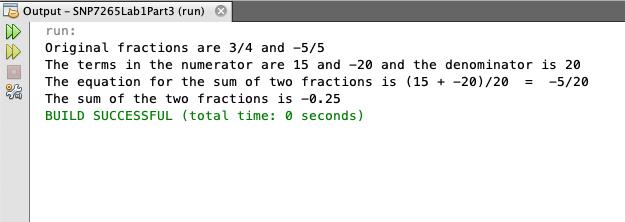 Output - SNP7265Lab1Part3 (run)
run:
Original fractions are 3/4 and -5/5
The terms in the numerator are 15 and -20 and the denominator is 20
The equation for the sum of two fractions is (15 + -20)/20  =  -5/20
The sum of the two fractions is -0.25
BUILD SUCCESSFUL (total time: 0 seconds)